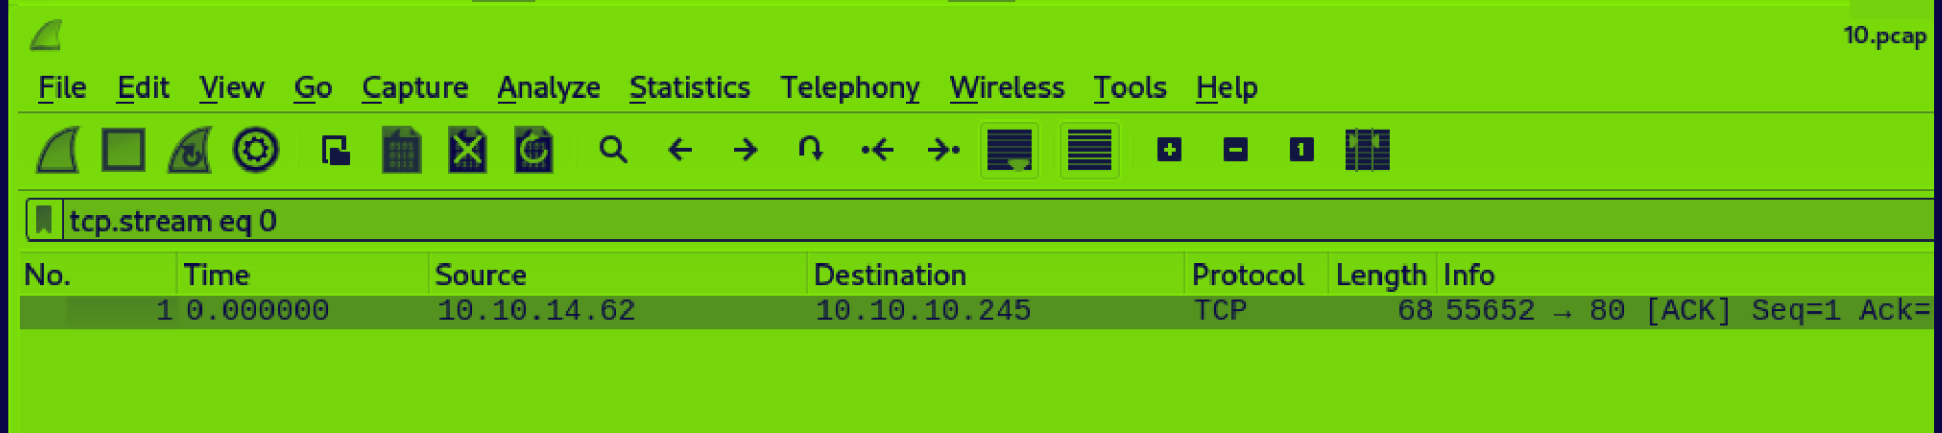 10.pcap
File Edit View Go Capture Analyze Statistics Telephony Wireless Tools Help
tcp.stream eq 0
No. Time Source Destination Protocol Length Info
1 0.000000 10.10.14.62 10.10.10.245 TCP 68 55652 → 80 [ACK] Seq=1 Ack=